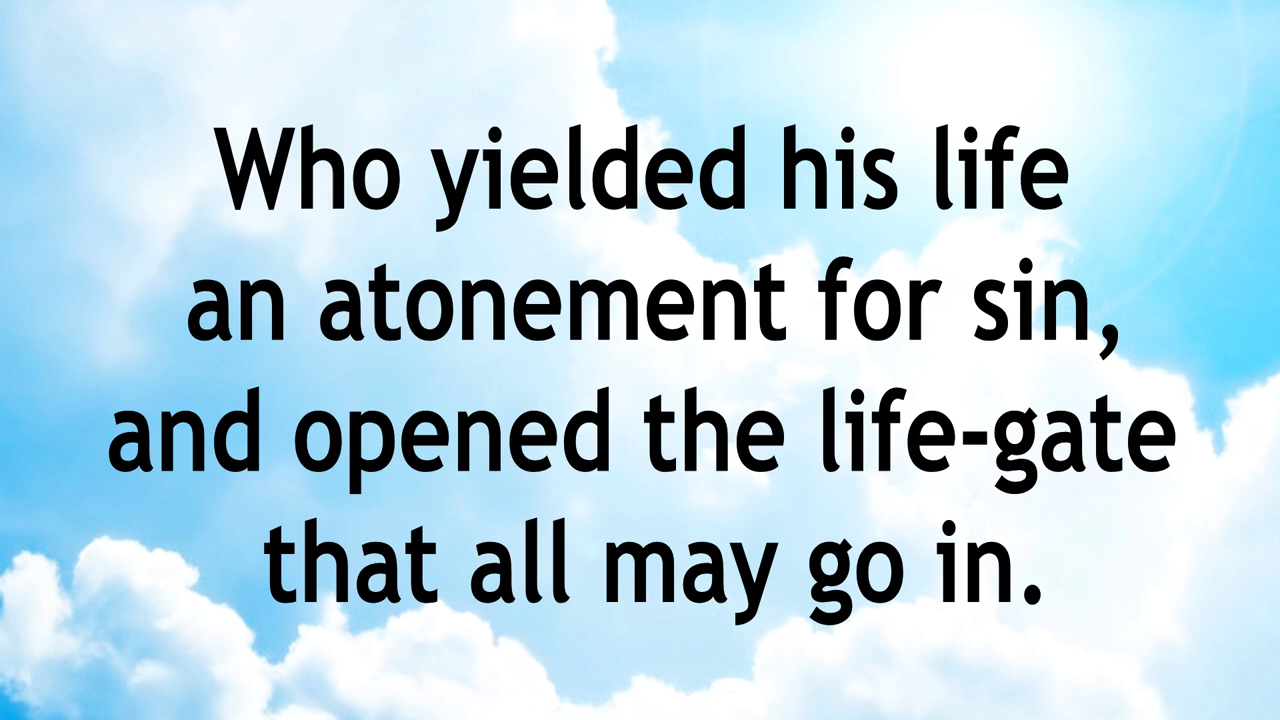 Who yielded his life
an atonement for sin,
and opened the life-gate
that all may go in.